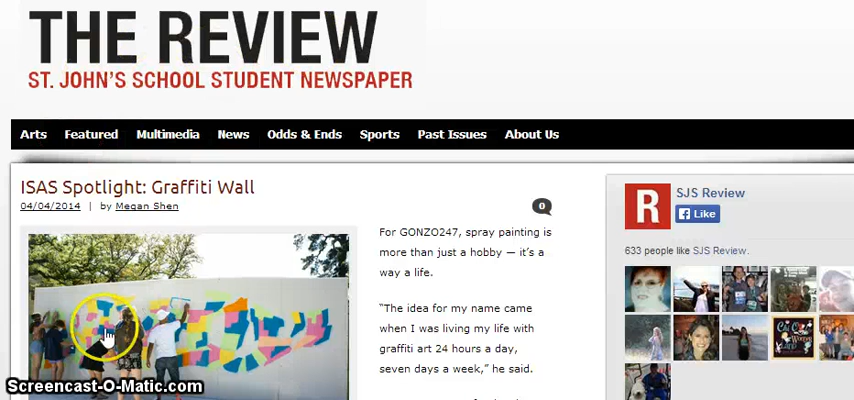 THE REVIEW
ST. JOHN'S SCHOOL STUDENT NEWSPAPER
Arts Featured Multimedia News Odds & Ends Sports Past Issues About Us
ISAS Spotlight: Graffiti Wall
04/04/2014 | by Megan Shen
0
For GONZO247, spray painting is
more than just a hobby — it's a
way a life.
"The idea for my name came
when I was living my life with
graffiti art 24 hours a day,
seven days a week," he said.
R
SJS Review
f Like
633 people like SJS Review.
Screencast-O-Matic.com